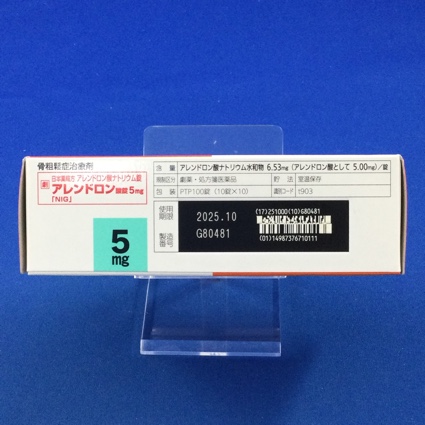 骨粗鬆症治療剤
劇
日本薬局方 アレンドロン酸ナトリウム錠
アレンドロン酸錠5mg
「NIG」
5
mg
含 量 アレンドロン酸ナトリウム水和物 6.53mg (アレンドロン酸として 5.00mg)/錠
規制区分 劇薬・処方箋医薬品 貯 法 室温保存
包 装 PTP100錠 (10錠×10) 識別コード t903
使用
期限 2025.10
製造
番号 G80481
(17)251000(10)G80481
(01)14987376710111